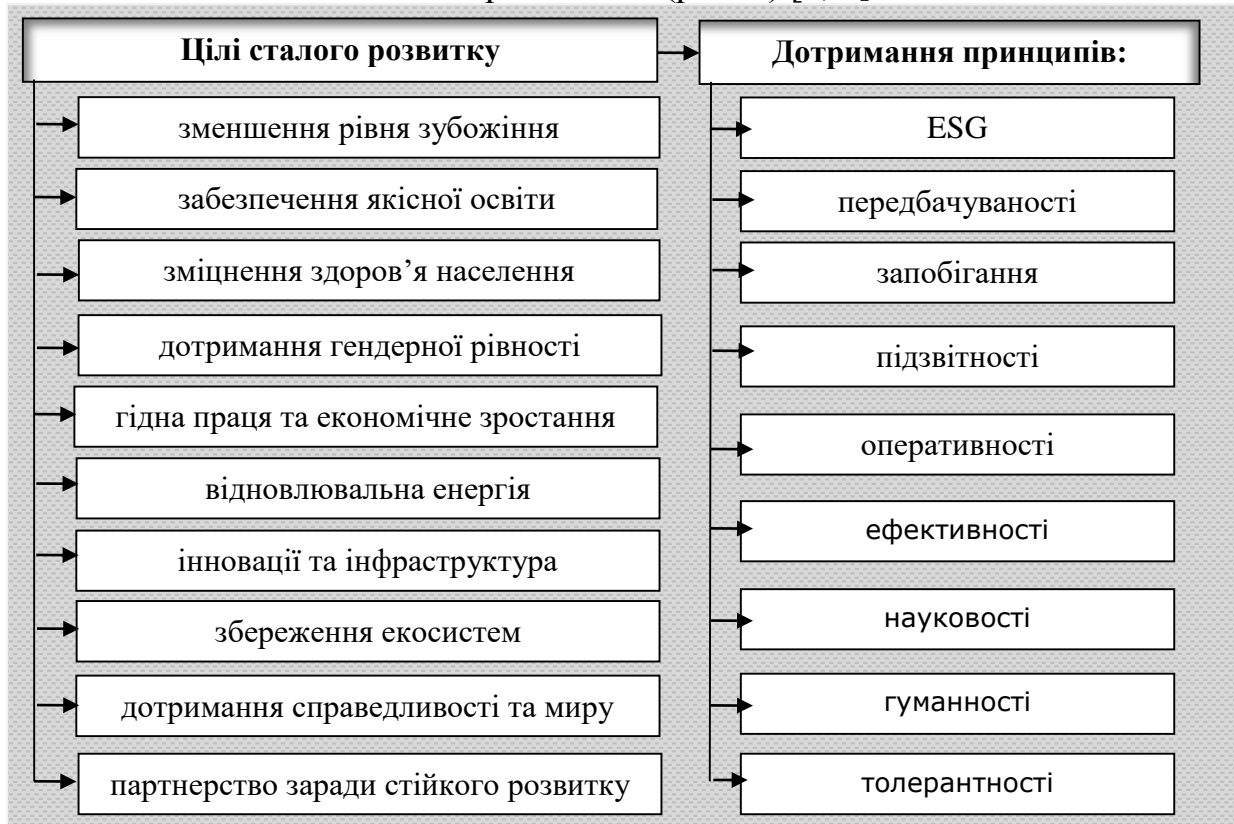 Цілі сталого розвитку
зменшення рівня зубожіння
забезпечення якісної освіти
зміцнення здоров’я населення
дотримання гендерної рівності
гідна праця та економічне зростання
відновлювальна енергія
інновації та інфраструктура
збереження екосистем
дотримання справедливості та миру
партнерство заради стійкого розвитку
Дотримання принципів:
ESG
передбачуваності
запобігання
підзвітності
оперативності
ефективності
науковості
гуманності
толерантності